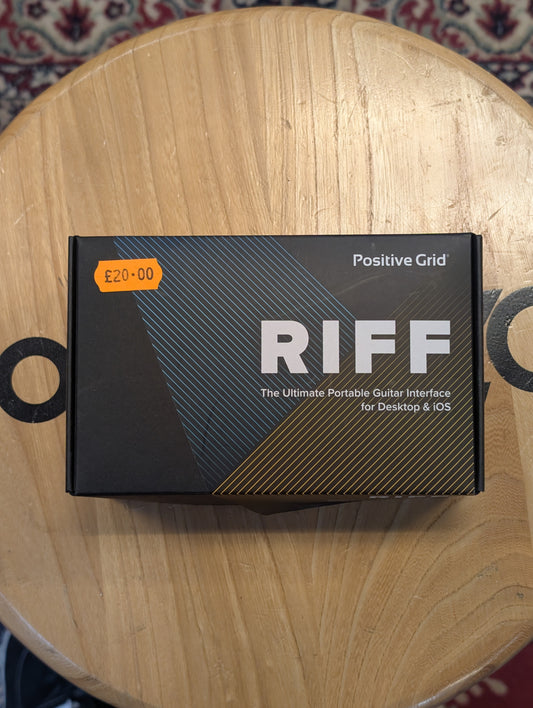 Positive Grid®
£20·00
RIFF
The Ultimate Portable Guitar Interface
for Desktop & iOS